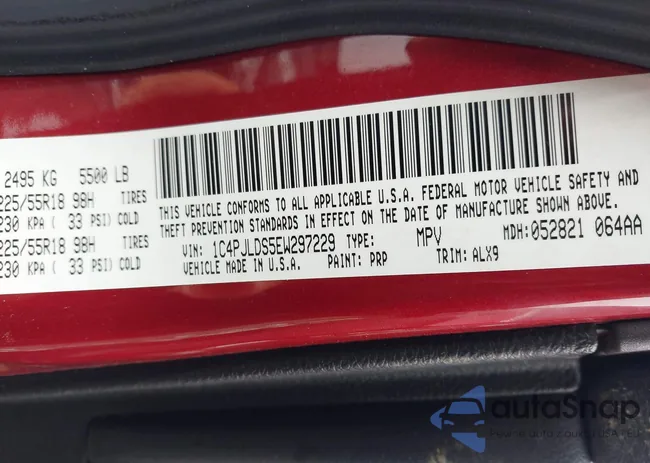 2495 KG 5500 LB
225/55R18 98H TIRES
230 KPA ( 33 PSI) COLD
225/55R18 98H TIRES
230 KPA ( 33 PSI) COLD
THIS VEHICLE CONFORMS TO ALL APPLICABLE U.S.A. FEDERAL MOTOR VEHICLE SAFETY AND
THEFT PREVENTION STANDARDS IN EFFECT ON THE DATE OF MANUFACTURE SHOWN ABOVE.
VIN: 1C4PJLDS5EW297229 TYPE: MPV MDH: 052821 064AA
VEHICLE MADE IN U.S.A. PAINT: PRP TRIM: ALX9
autoSnap